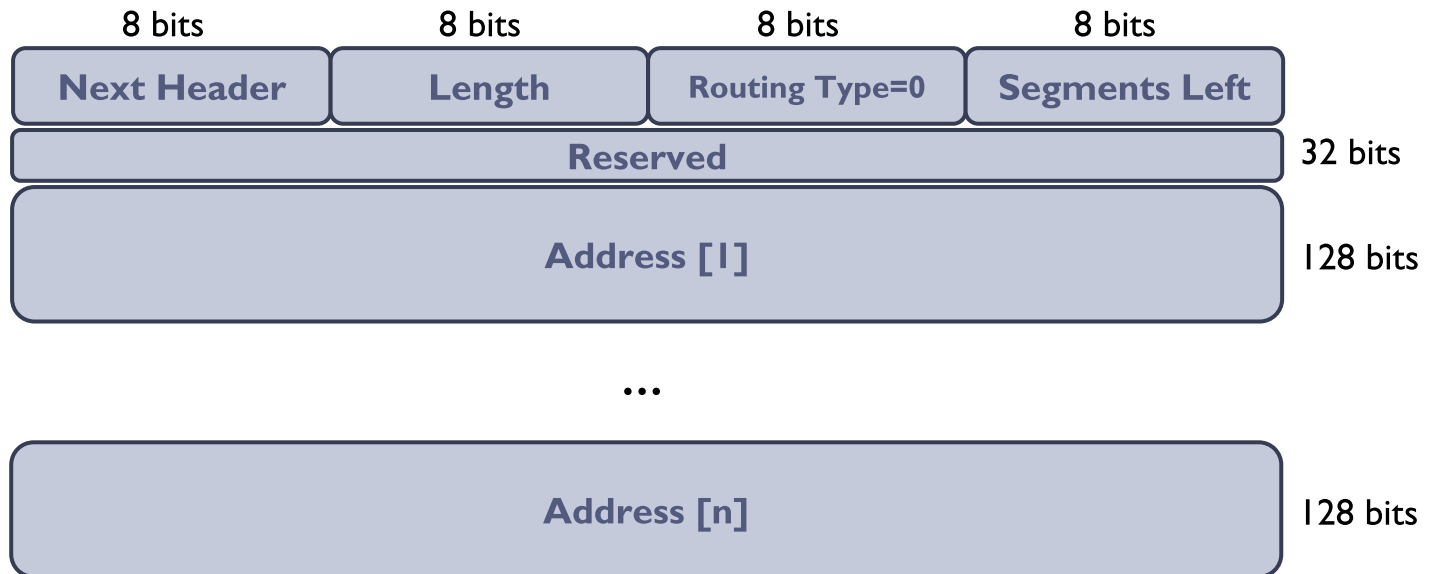 8 bits 8 bits 8 bits 8 bits
Next Header Length Routing Type=0 Segments Left
Reserved 32 bits
Address [1] 128 bits
...
Address [n] 128 bits